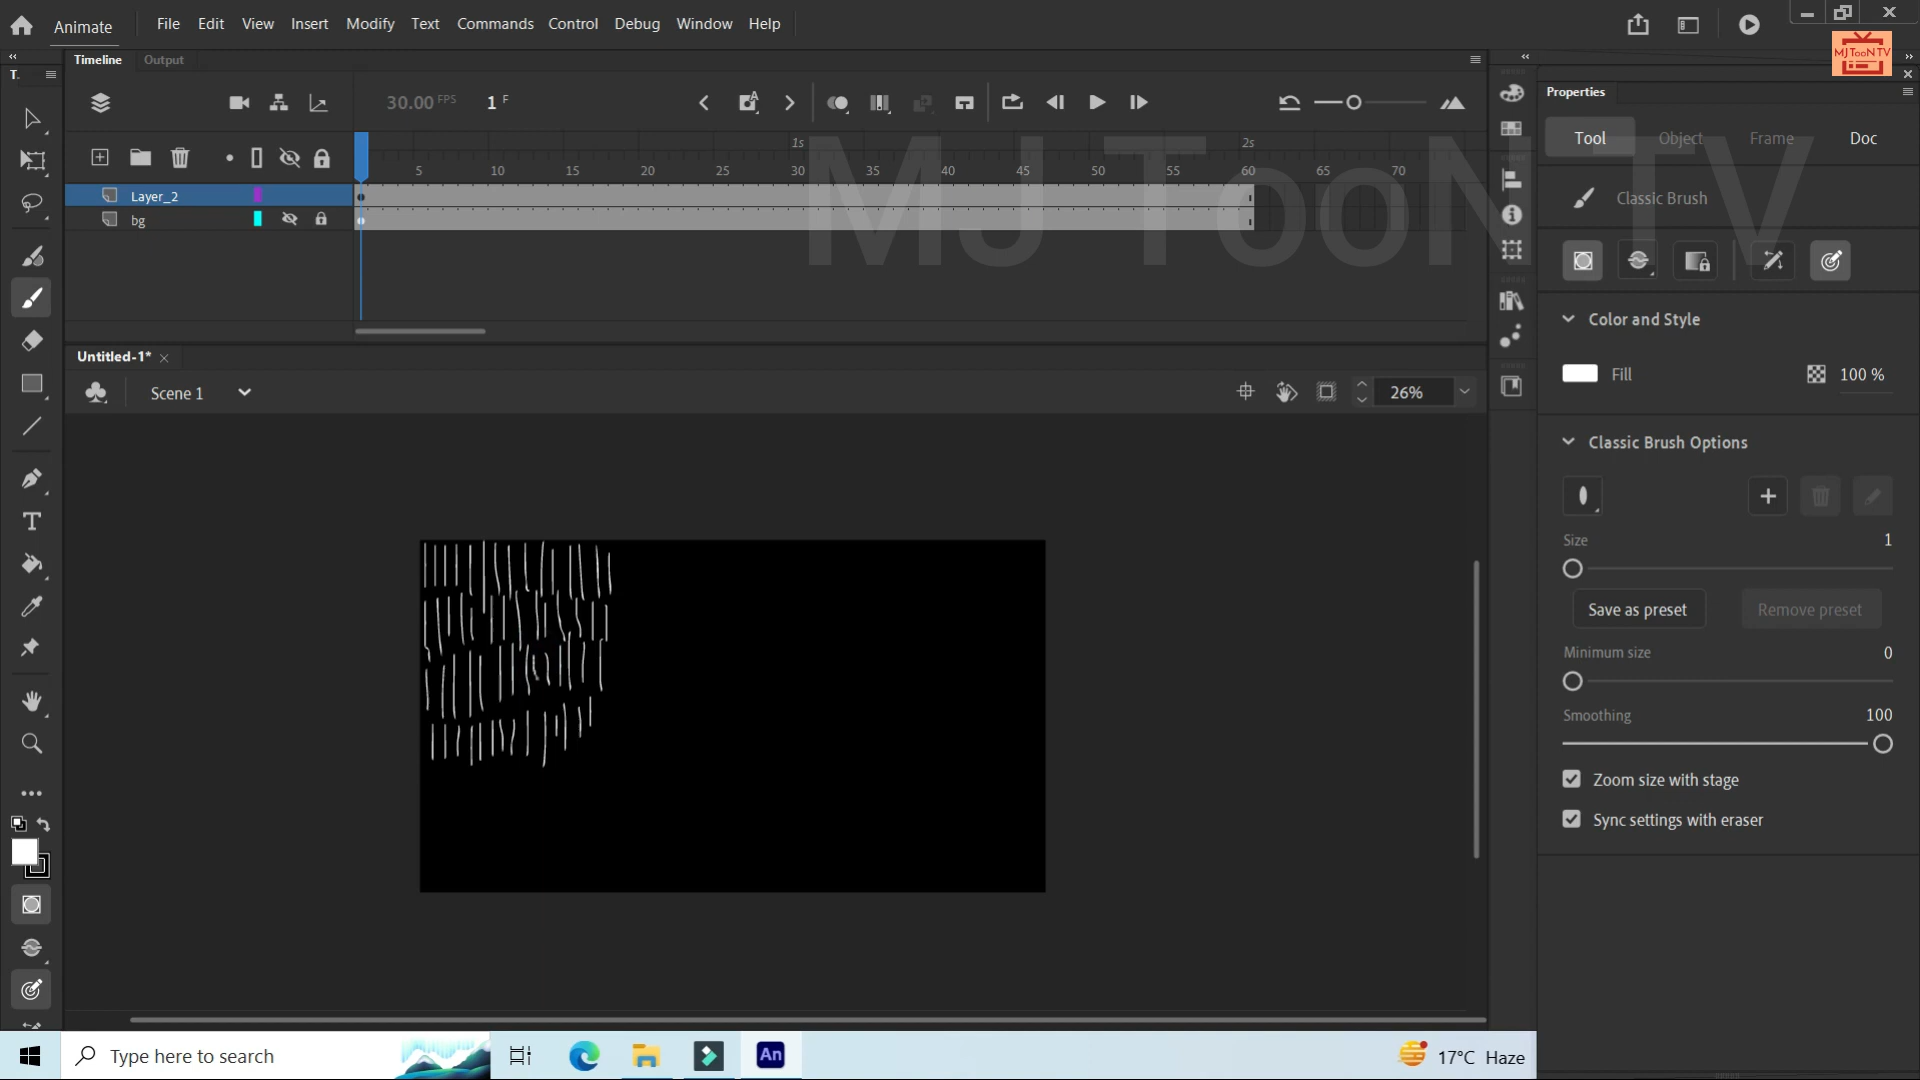 Animate File Edit View Insert Modify Text Commands Control Debug Window Help
MJ TooN TV
Timeline Output
T.
Properties
30.00 FPS 1 F
Tool Object Frame Doc
1s 2s
5 10 15 20 25 30 35 40 45 50 55 60 65 70
MJ TooN TV
Layer_2
Classic Brush
bg
Color and Style
Untitled-1*
Fill 100 %
Scene 1 26%
Classic Brush Options
Size 1
Save as preset Remove preset
Minimum size 0
Smoothing 100
Zoom size with stage
Sync settings with eraser
Type here to search An 17°C Haze